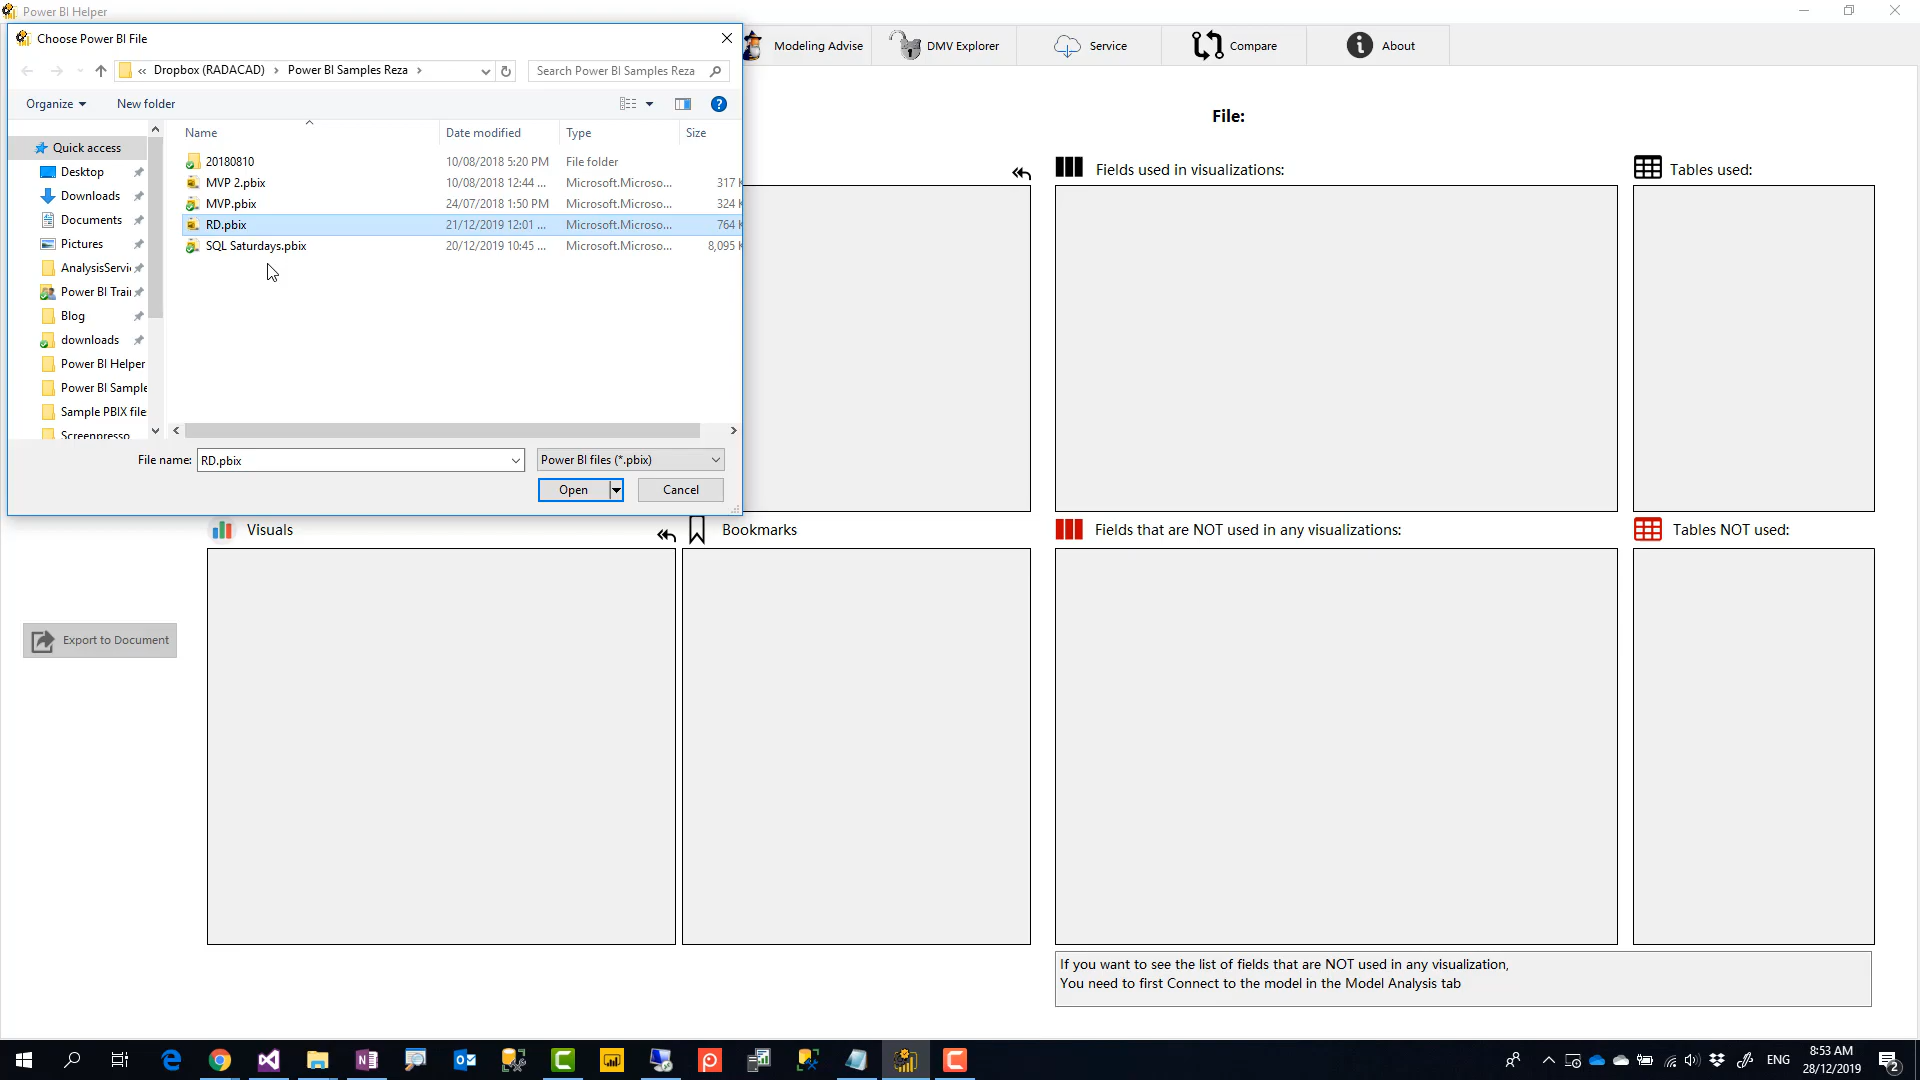 Power BI Helper
Choose Power BI File
Modeling Advise
DMV Explorer
Service
Compare
About
« Dropbox (RADACAD) › Power BI Samples Reza ›
Search Power BI Samples Reza
Organize
New folder
File:
Name
Date modified
Type
Size
Quick access
Desktop
Downloads
Documents
Pictures
AnalysisServi
Power BI Trai
Blog
downloads
Power BI Helper
Power BI Sample
Sample PBIX file
Screenpresso
20180810 10/08/2018 5:20 PM File folder
MVP 2.pbix 10/08/2018 12:44 ... Microsoft.Microso... 317 K
MVP.pbix 24/07/2018 1:50 PM Microsoft.Microso... 324 K
RD.pbix 21/12/2019 12:01 ... Microsoft.Microso... 764 K
SQL Saturdays.pbix 20/12/2019 10:45 ... Microsoft.Microso... 8,095 K
File name: RD.pbix
Power BI files (*.pbix)
Open
Cancel
Fields used in visualizations:
Tables used:
Visuals
Bookmarks
Fields that are NOT used in any visualizations:
Tables NOT used:
Export to Document
If you want to see the list of fields that are NOT used in any visualization,
You need to first Connect to the model in the Model Analysis tab
ENG
8:53 AM
28/12/2019
2